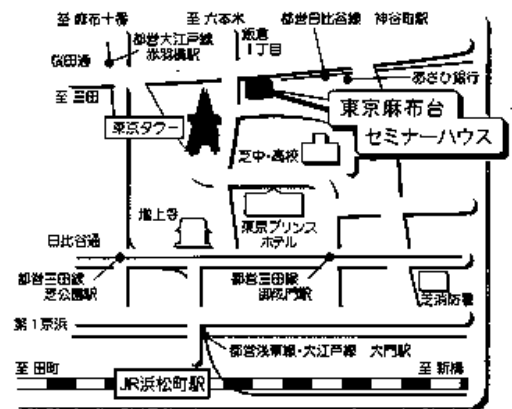 至 麻布十番
至 六本木
都営日比谷線 神谷町駅
都営大江戸線
赤羽橋駅
飯倉
1丁目
桜田通
あさひ銀行
至 三田
東京麻布台
セミナーハウス
東京タワー
芝中・高校
増上寺
東京プリンス
ホテル
日比谷通
都営三田線
芝公園駅
都営三田線
御成門駅
芝消防署
第1京浜
都営浅草線・大江戸線 大門駅
至 田町
至 新橋
JR浜松町駅